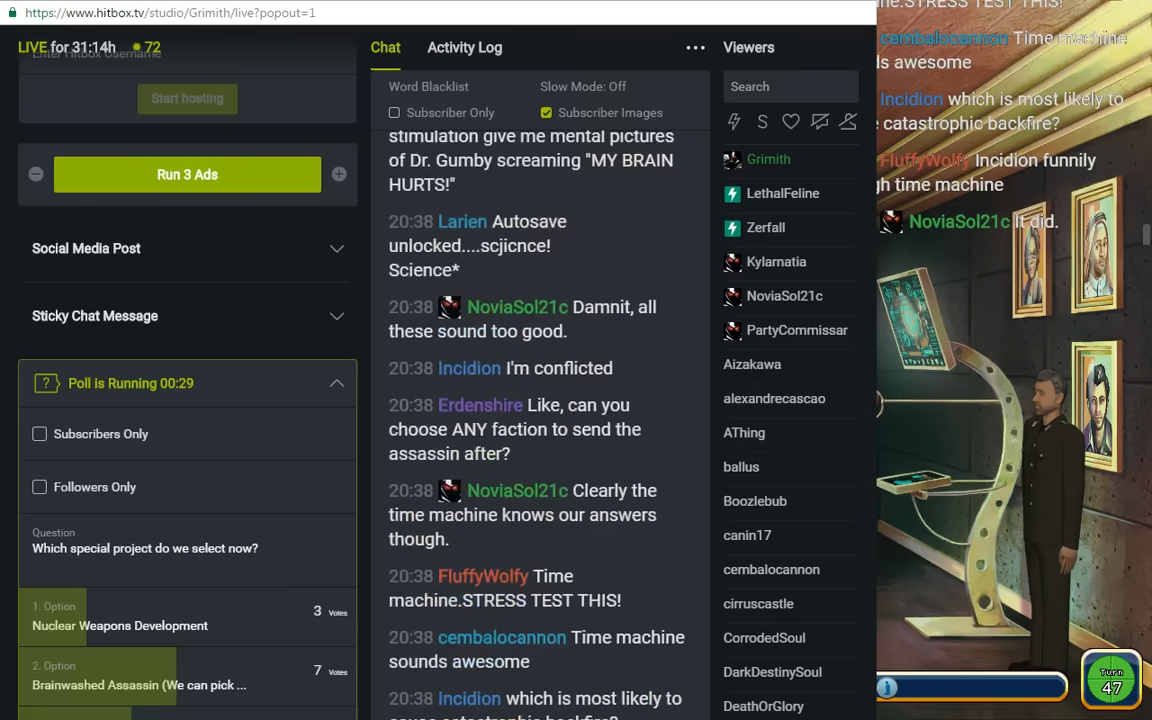 https://www.hitbox.tv/studio/Grimith/live?popout=1
LIVE for 31:14h
72
Enter Hitbox Username
Start hosting
Run 3 Ads
Social Media Post
Sticky Chat Message
? Poll is Running 00:29
Subscribers Only
Followers Only
Question
Which special project do we select now?
1. Option
Nuclear Weapons Development
3 Votes
2. Option
Brainwashed Assassin (We can pick ...
7 Votes
Chat
Activity Log
Word Blacklist
Slow Mode: Off
Subscriber Only
Subscriber Images
stimulation give me mental pictures
of Dr. Gumby screaming "MY BRAIN
HURTS!"
20:38 Larien Autosave
unlocked....scjicnce!
Science*
20:38 NoviaSol21c Damnit, all
these sound too good.
20:38 Incidion I'm conflicted
20:38 Erdenshire Like, can you
choose ANY faction to send the
assassin after?
20:38 NoviaSol21c Clearly the
time machine knows our answers
though.
20:38 FluffyWolfy Time
machine.STRESS TEST THIS!
20:38 cembalocannon Time machine
sounds awesome
20:38 Incidion which is most likely to
cause catastrophic backfire?
Viewers
Search
S
Grimith
LethalFeline
Zerfall
Kylarnatia
NoviaSol21c
PartyCommissar
Aizakawa
alexandrecascao
AThing
ballus
Boozlebub
canin17
cembalocannon
cirruscastle
CorrodedSoul
DarkDestinySoul
DeathOrGlory
ne.STRESS TEST THIS!
cembalocannon Time machine
ds awesome
Incidion which is most likely to
catastrophic backfire?
FluffyWolfy Incidion funnily
gh time machine
NoviaSol21c It did.
Turn
47